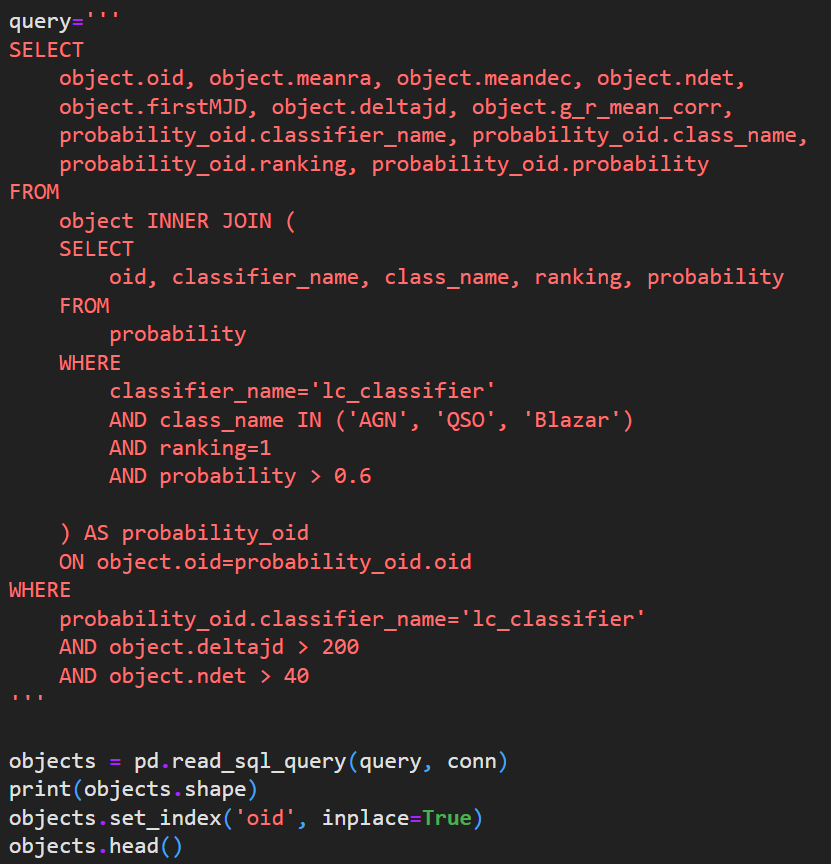 query='''
SELECT
    object.oid, object.meanra, object.meandec, object.ndet,
    object.firstMJD, object.deltajd, object.g_r_mean_corr,
    probability_oid.classifier_name, probability_oid.class_name,
    probability_oid.ranking, probability_oid.probability
FROM
    object INNER JOIN (
    SELECT
        oid, classifier_name, class_name, ranking, probability
    FROM
        probability
    WHERE
        classifier_name='lc_classifier'
        AND class_name IN ('AGN', 'QSO', 'Blazar')
        AND ranking=1
        AND probability > 0.6
    ) AS probability_oid
    ON object.oid=probability_oid.oid
WHERE
    probability_oid.classifier_name='lc_classifier'
    AND object.deltajd > 200
    AND object.ndet > 40
'''
objects = pd.read_sql_query(query, conn)
print(objects.shape)
objects.set_index('oid', inplace=True)
objects.head()